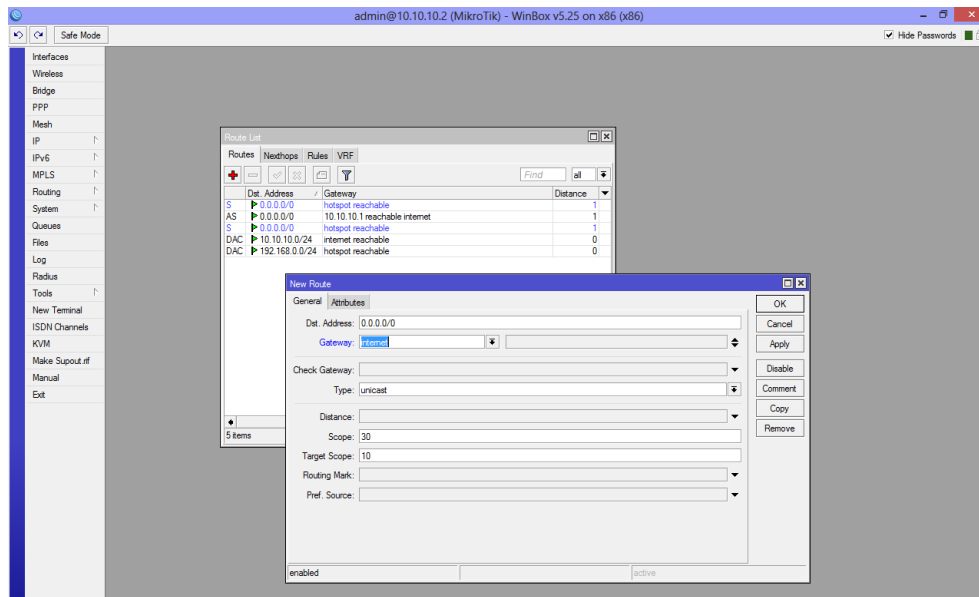 admin@10.10.10.2 (MikroTik) - WinBox v5.25 on x86 (x86)
Safe Mode
Hide Passwords
Interfaces
Wireless
Bridge
PPP
Mesh
IP
IPv6
MPLS
Routing
System
Queues
Files
Log
Radius
Tools
New Terminal
ISDN Channels
KVM
Make Supout.rif
Manual
Exit
Route List
Routes Nexthops Rules VRF
Find all
Dst. Address / Gateway Distance
S 0.0.0.0/0 hotspot reachable 1
AS 0.0.0.0/0 10.10.10.1 reachable internet 1
S 0.0.0.0/0 hotspot reachable 1
DAC 10.10.10.0/24 internet reachable 0
DAC 192.168.0.0/24 hotspot reachable 0
5 items
New Route
General Attributes
Dst. Address: 0.0.0.0/0
Gateway: internet
Check Gateway:
Type: unicast
Distance:
Scope: 30
Target Scope: 10
Routing Mark:
Pref. Source:
OK
Cancel
Apply
Disable
Comment
Copy
Remove
enabled active